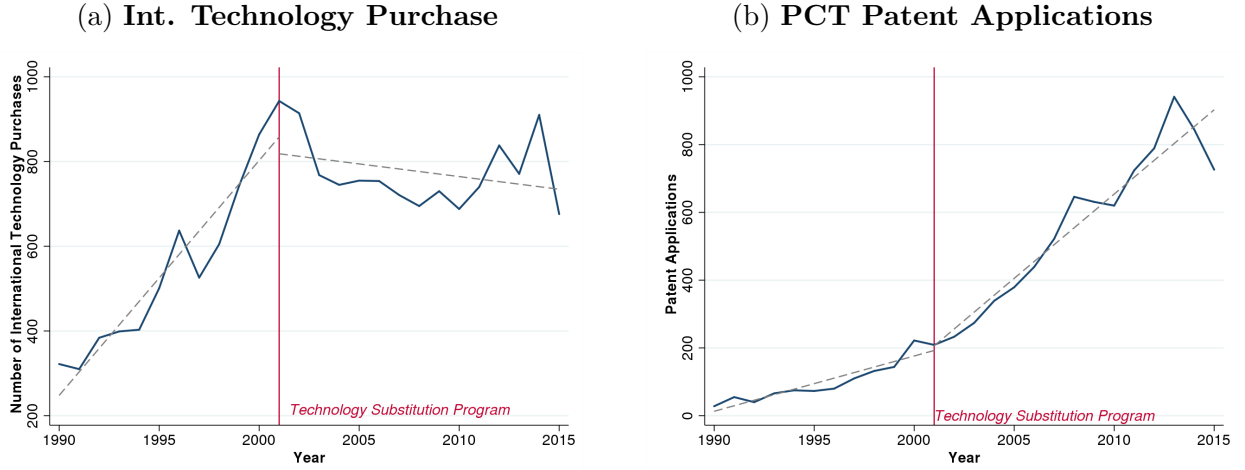 (a) Int. Technology Purchase
Number of International Technology Purchases
1000
800
600
400
200
Technology Substitution Program
1990 1995 2000 2005 2010 2015
Year
(b) PCT Patent Applications
Patent Applications
1000
800
600
400
200
0
Technology Substitution Program
1990 1995 2000 2005 2010 2015
Year